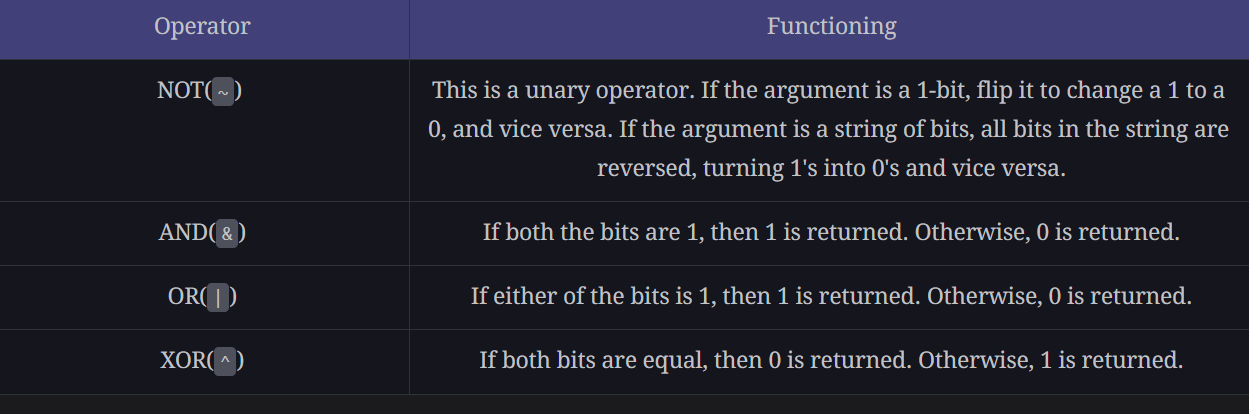 Operator
Functioning
NOT(~)
This is a unary operator. If the argument is a 1-bit, flip it to change a 1 to a
0, and vice versa. If the argument is a string of bits, all bits in the string are
reversed, turning 1's into 0's and vice versa.
AND(&)
If both the bits are 1, then 1 is returned. Otherwise, 0 is returned.
OR(|)
If either of the bits is 1, then 1 is returned. Otherwise, 0 is returned.
XOR(^)
If both bits are equal, then 0 is returned. Otherwise, 1 is returned.